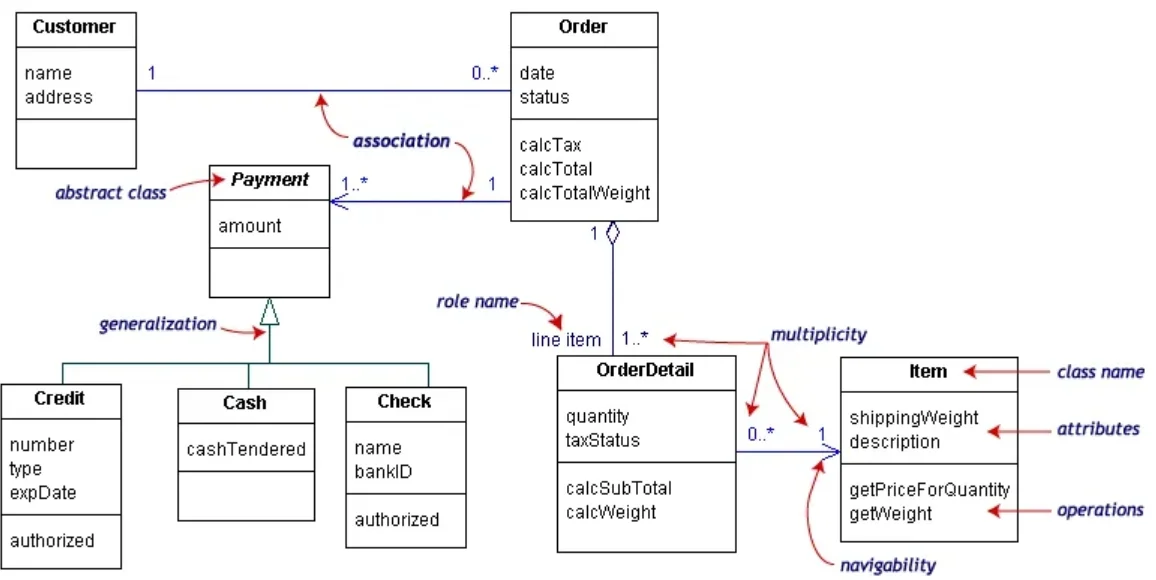 Customer
name
address
1
0..*
Order
date
status
calcTax
calcTotal
calcTotalWeight
association
abstract class
Payment
amount
1..*
1
1
generalization
role name
line item
1..*
multiplicity
Credit
number
type
expDate
authorized
Cash
cashTendered
Check
name
bankID
authorized
OrderDetail
quantity
taxStatus
calcSubTotal
calcWeight
0..*
1
Item
shippingWeight
description
getPriceForQuantity
getWeight
class name
attributes
operations
navigability